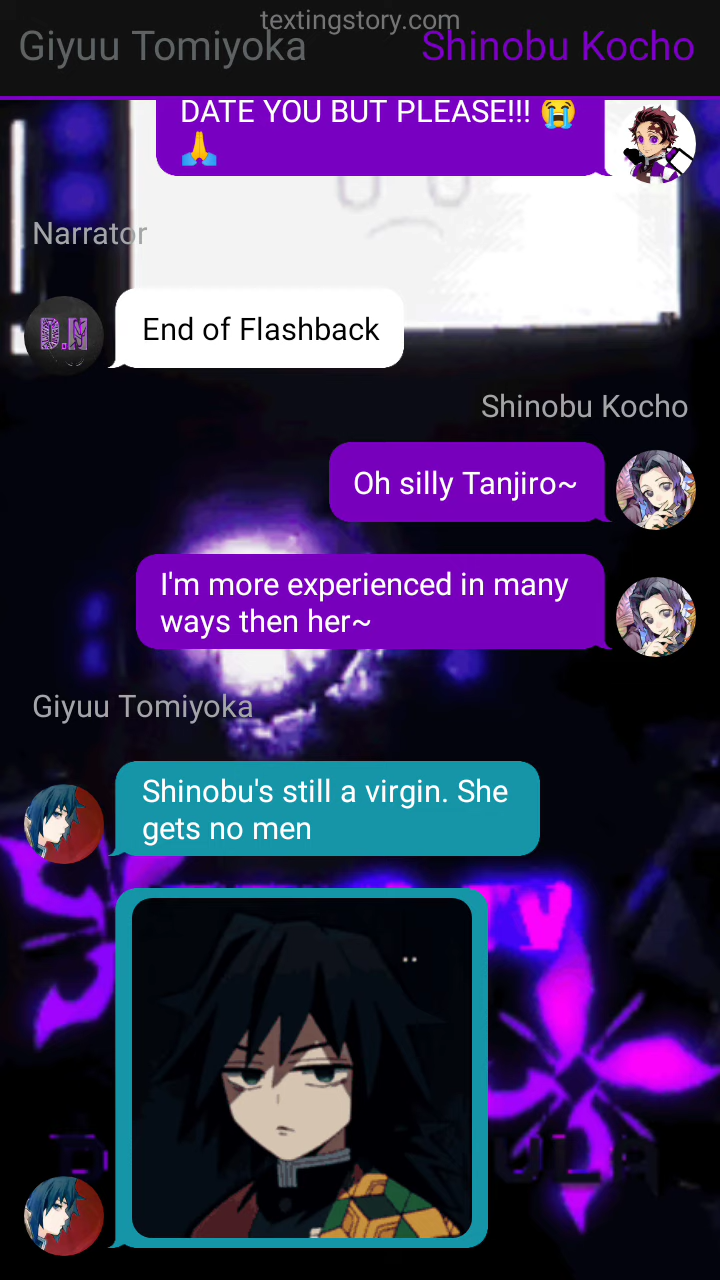 textingstory.com
Giyuu Tomiyoka
Shinobu Kocho
DATE YOU BUT PLEASE!!! 😭
🙏
Narrator
D.N
End of Flashback
Shinobu Kocho
Oh silly Tanjiro~
I'm more experienced in many
ways then her~
Giyuu Tomiyoka
Shinobu's still a virgin. She
gets no men
TV